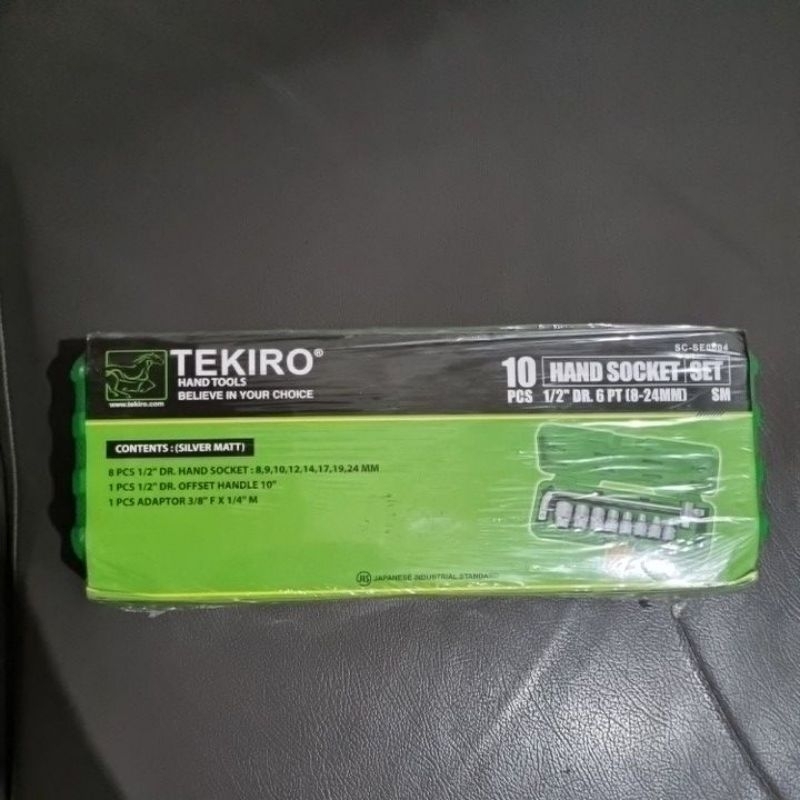 TEKIRO®
HAND TOOLS
BELIEVE IN YOUR CHOICE
www.tekiro.com
10 PCS
HAND SOCKET SET
1/2" DR. 6 PT (8-24MM) SM
CONTENTS : (SILVER MATT)
8 PCS 1/2" DR. HAND SOCKET : 8,9,10,12,14,17,19,24 MM
1 PCS 1/2" DR. OFFSET HANDLE 10"
1 PCS ADAPTOR 3/8" F X 1/4" M
JIS JAPANESE INDUSTRIAL STANDARD